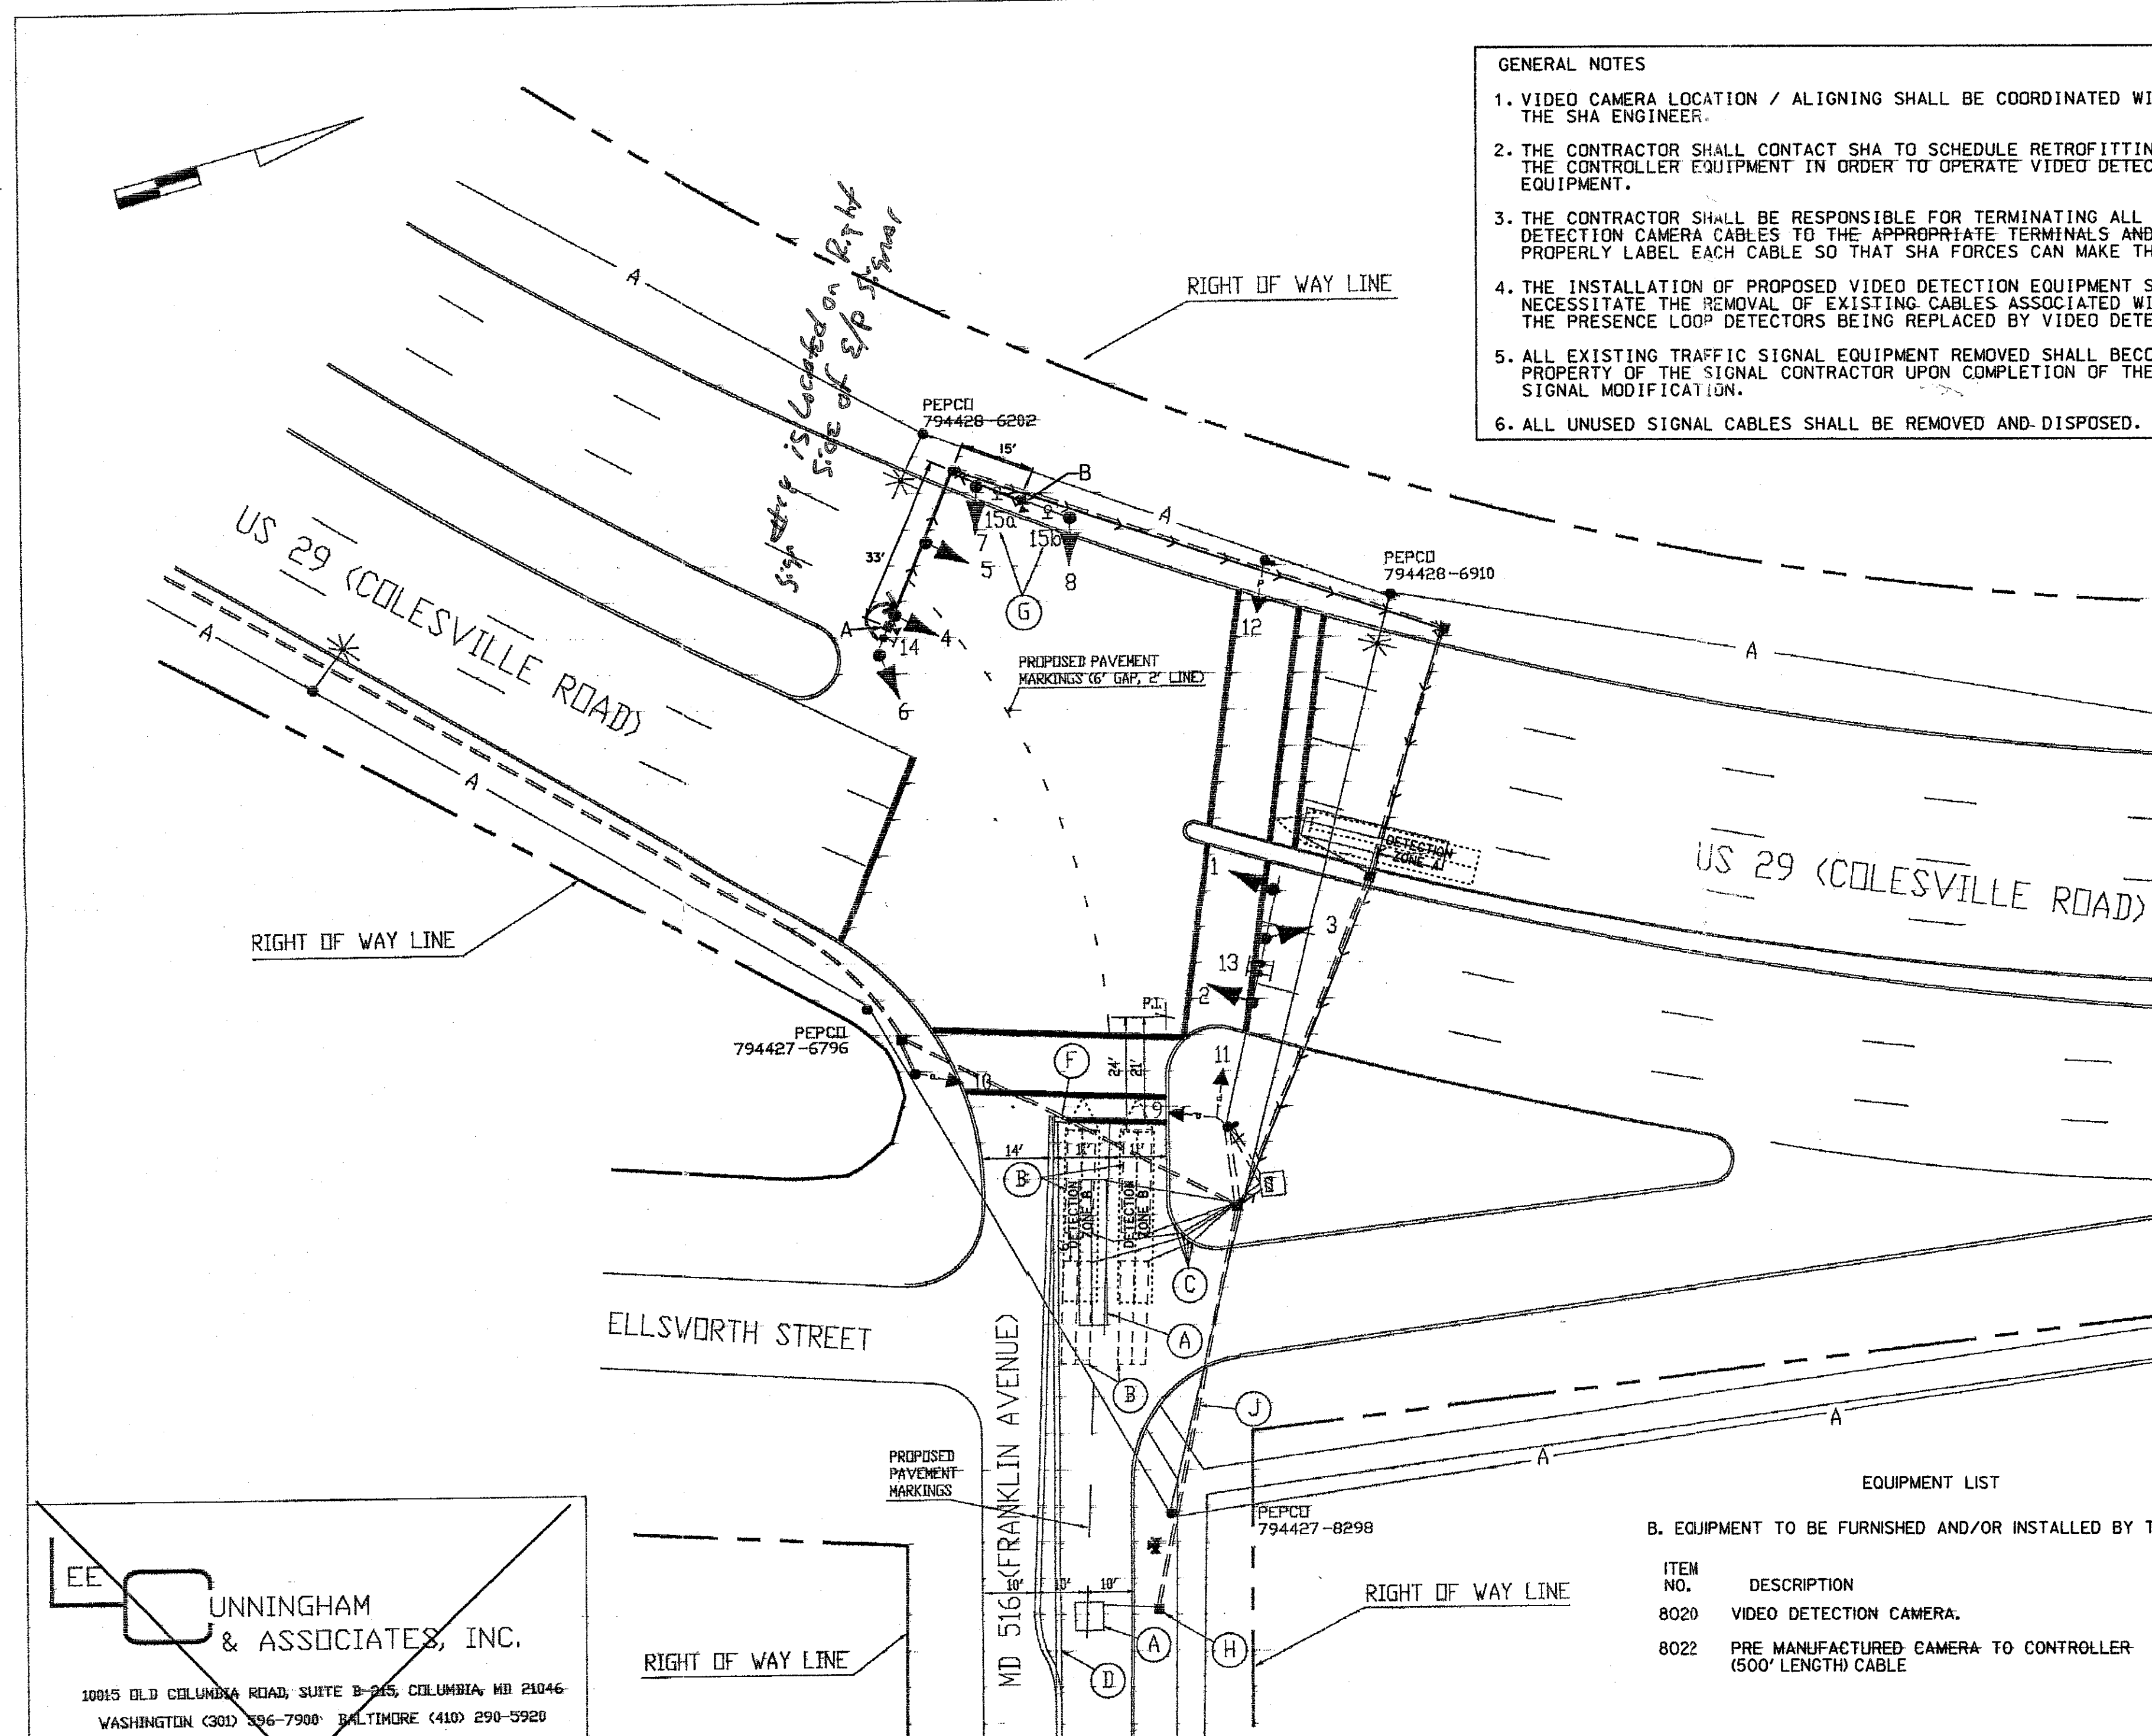 GENERAL NOTES
1. VIDEO CAMERA LOCATION / ALIGNING SHALL BE COORDINATED WI
THE SHA ENGINEER.
2. THE CONTRACTOR SHALL CONTACT SHA TO SCHEDULE RETROFITTIN
THE CONTROLLER EQUIPMENT IN ORDER TO OPERATE VIDEO DETEC
EQUIPMENT.
3. THE CONTRACTOR SHALL BE RESPONSIBLE FOR TERMINATING ALL
DETECTION CAMERA CABLES TO THE APPROPRIATE TERMINALS AND
PROPERLY LABEL EACH CABLE SO THAT SHA FORCES CAN MAKE TH
4. THE INSTALLATION OF PROPOSED VIDEO DETECTION EQUIPMENT S
NECESSITATE THE REMOVAL OF EXISTING CABLES ASSOCIATED WI
THE PRESENCE LOOP DETECTORS BEING REPLACED BY VIDEO DETE
5. ALL EXISTING TRAFFIC SIGNAL EQUIPMENT REMOVED SHALL BECO
PROPERTY OF THE SIGNAL CONTRACTOR UPON COMPLETION OF THE
SIGNAL MODIFICATION.
6. ALL UNUSED SIGNAL CABLES SHALL BE REMOVED AND DISPOSED.
Sign is Located on Right
Side of E/P Signal
RIGHT OF WAY LINE
A
PEPCO
794428-6202
15'
B
A
33'
15a
7
15b
5
8
G
PEPCO
794428-6910
12
A
14
4
6
PROPOSED PAVEMENT
MARKINGS (6' GAP, 2' LINE)
A
US 29 (COLESVILLE ROAD)
A
A
DETECTION
ZONE A
US 29 (COLESVILLE ROAD)
1
3
13
2
RIGHT OF WAY LINE
P.I.
PEPCO
794427-6796
10
F
24'
21'
11
9
14'
11'
11'
B
DETECTION
ZONE B
DETECTION
ZONE B
6'
C
ELLSWORTH STREET
A
B
J
MD 516 (FRANKLIN AVENUE)
A
A
PROPOSED
PAVEMENT
MARKINGS
PEPCO
794427-8298
10'
10'
10'
RIGHT OF WAY LINE
A
H
D
RIGHT OF WAY LINE
EQUIPMENT LIST
B. EQUIPMENT TO BE FURNISHED AND/OR INSTALLED BY T
ITEM
NO. DESCRIPTION
8020 VIDEO DETECTION CAMERA.
8022 PRE MANUFACTURED CAMERA TO CONTROLLER
(500' LENGTH) CABLE
EE
UNNINGHAM
& ASSOCIATES, INC.
10015 OLD COLUMBIA ROAD, SUITE B-215, COLUMBIA, MD 21046
WASHINGTON (301) 596-7900 BALTIMORE (410) 290-5920